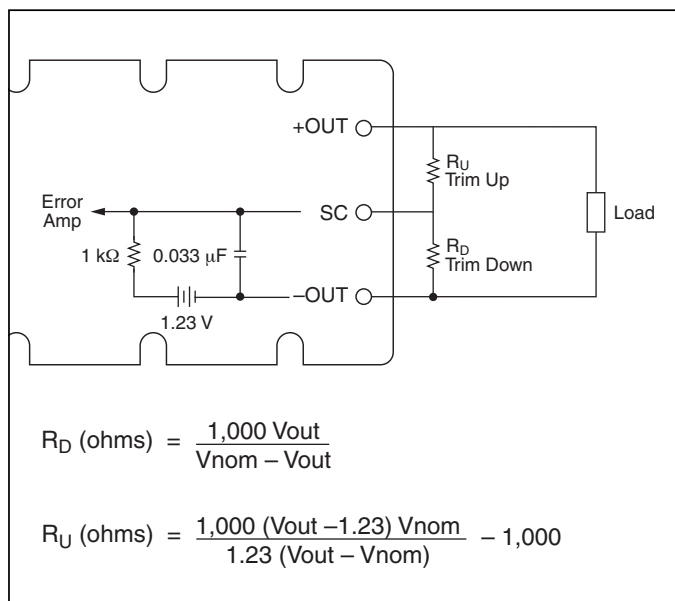 +OUT
R_U
Trim Up
Error
Amp
SC
Load
1 kΩ
0.033 μF
R_D
Trim Down
–OUT
1.23 V
R_D (ohms) = 1,000 Vout / Vnom – Vout
R_U (ohms) = 1,000 (Vout –1.23) Vnom / 1.23 (Vout – Vnom) – 1,000